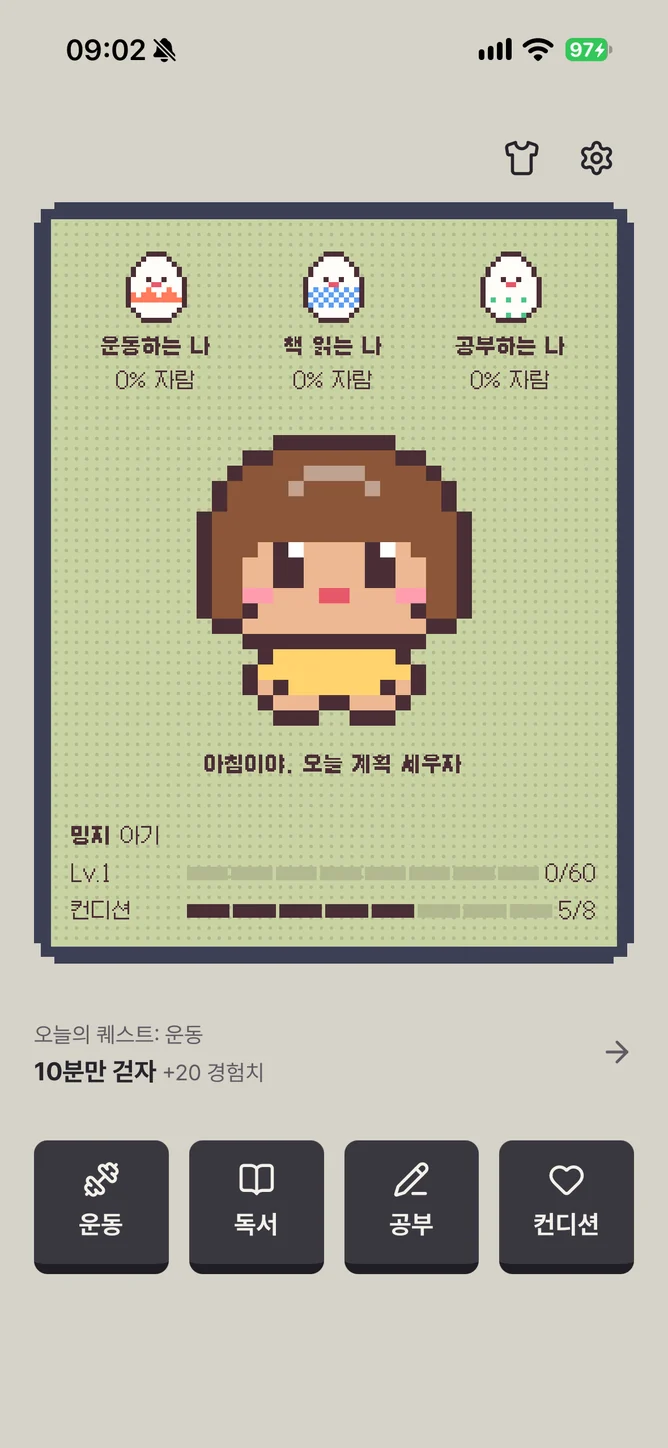 09:02
97
운동하는 나
책 읽는 나
공부하는 나
0% 자람
0% 자람
0% 자람
아침이야. 오늘 계획 세우자
밍지 아기
Lv.1
0/60
컨디션
5/8
오늘의 퀘스트: 운동
10분만 걷자 +20 경험치
운동
독서
공부
컨디션